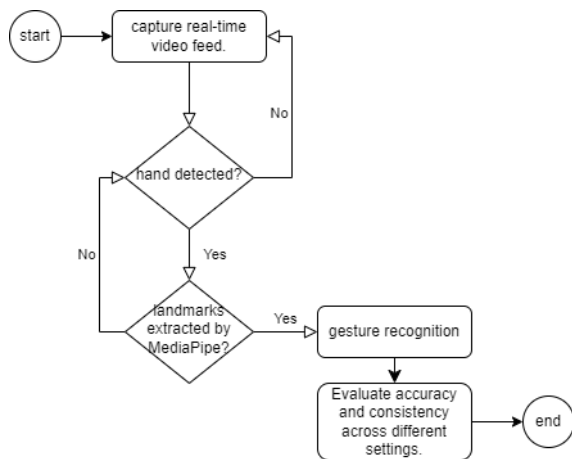 start
capture real-time
video feed.
No
hand detected?
No
Yes
landmarks
extracted by
MediaPipe?
Yes
gesture recognition
Evaluate accuracy
and consistency
across different
settings.
end